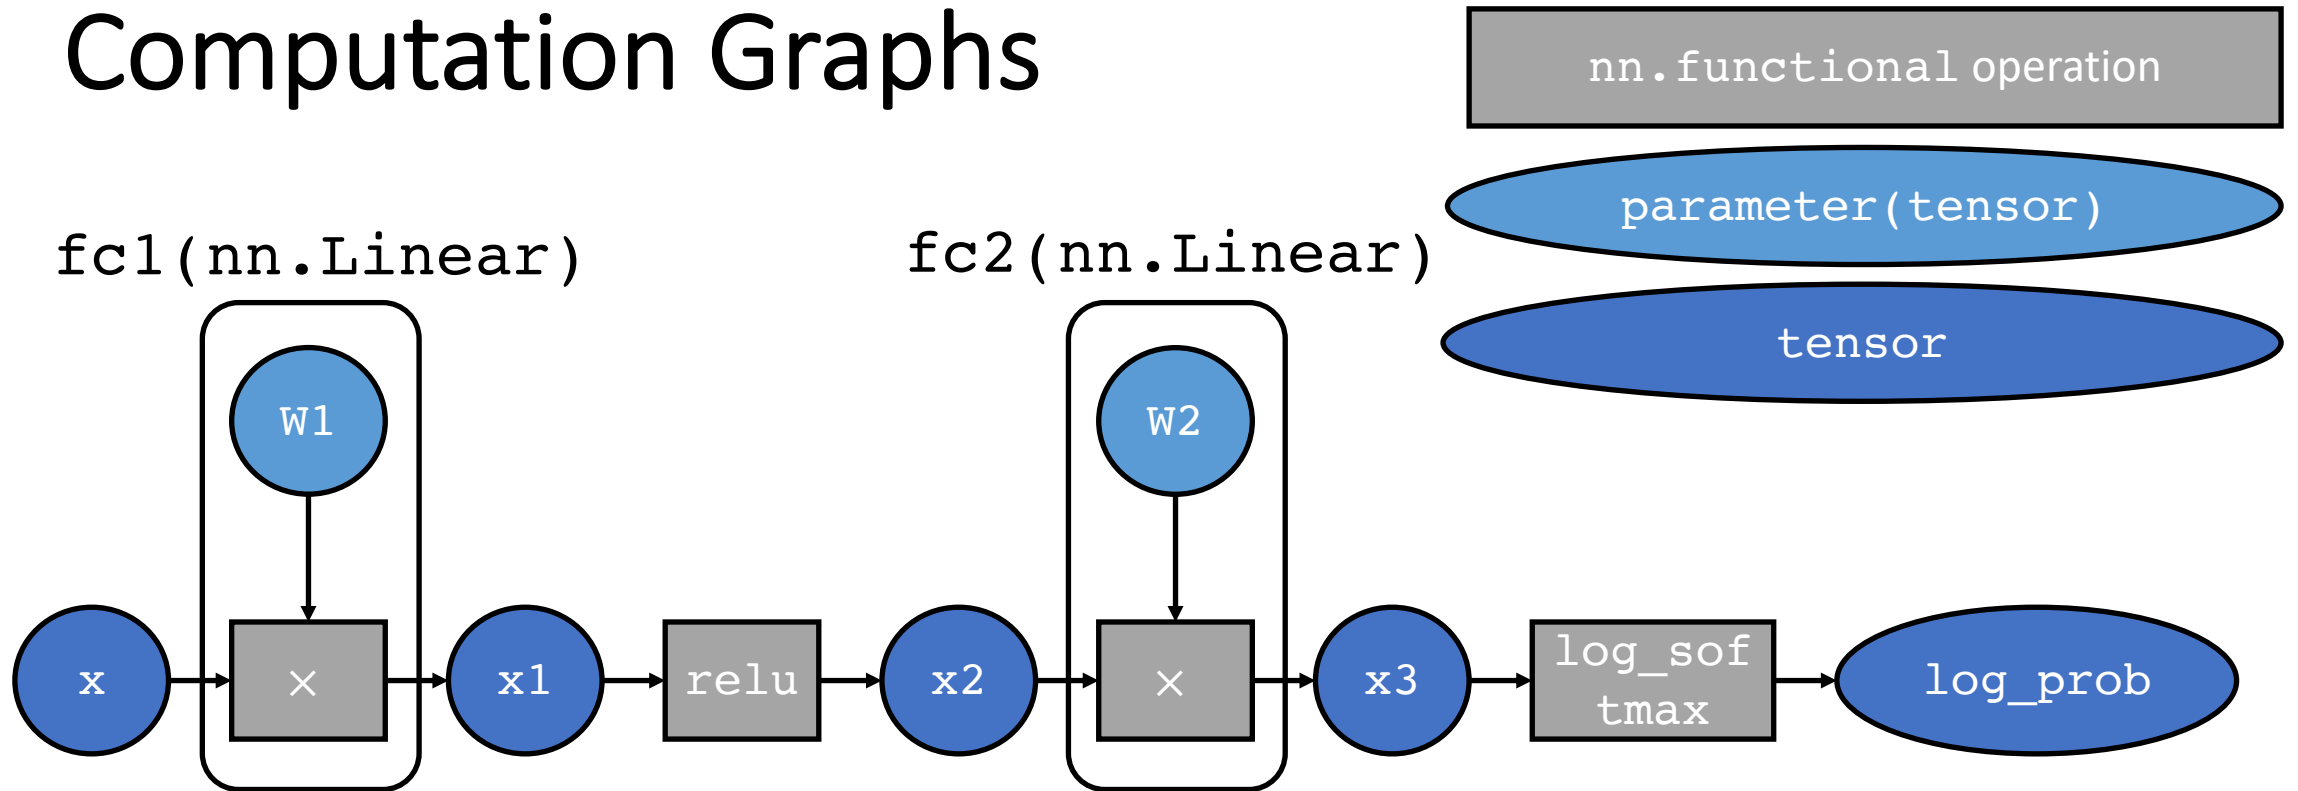 Computation Graphs
nn.functional operation
parameter(tensor)
tensor
fc1(nn.Linear)
fc2(nn.Linear)
W1
W2
x
×
x1
relu
x2
×
x3
log_sof
tmax
log_prob